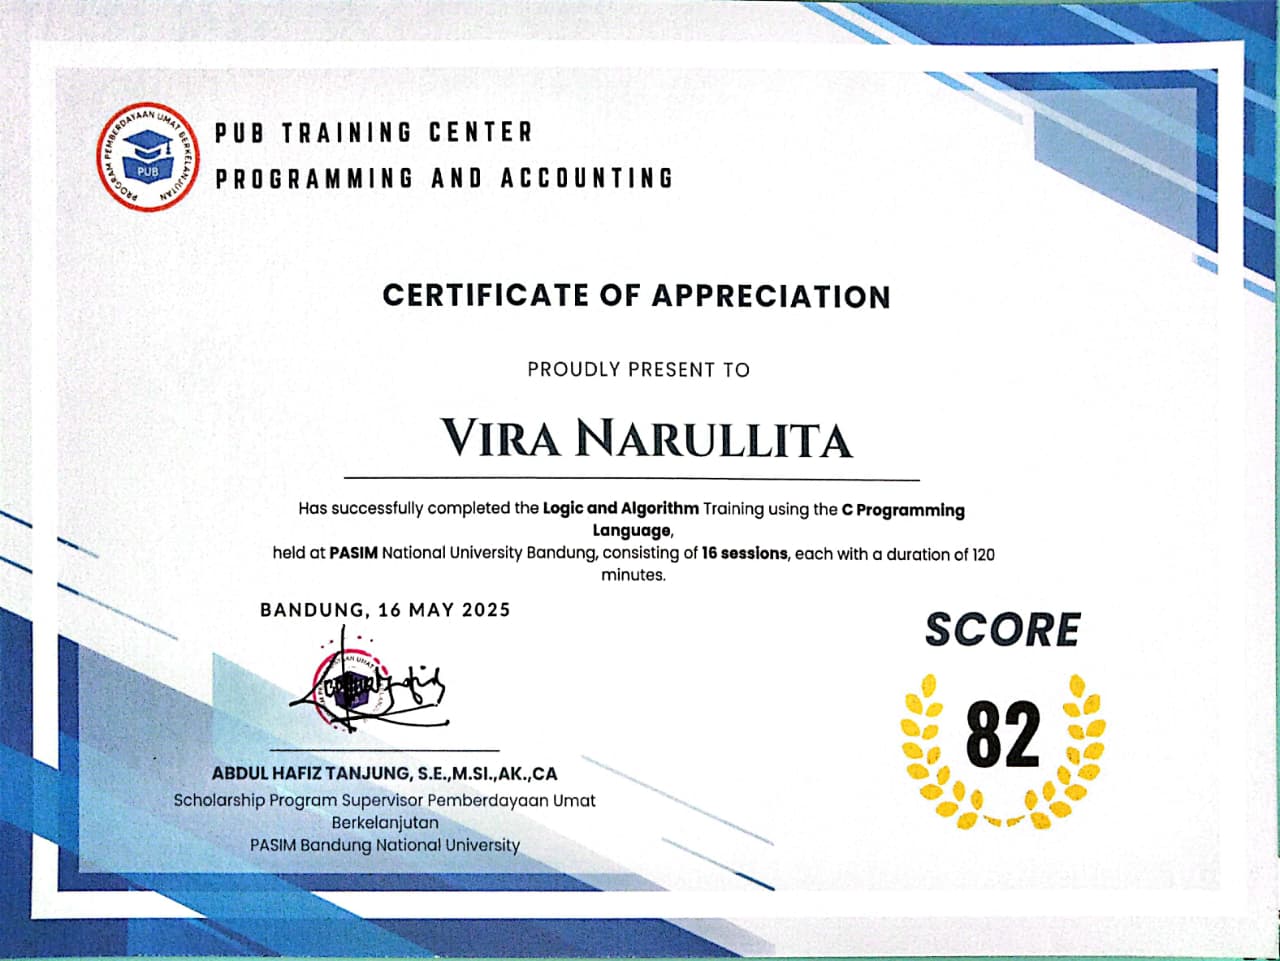 PROGRAM PEMBERDAYAAN UMAT BERKELANJUTAN
PUB
PUB TRAINING CENTER
PROGRAMMING AND ACCOUNTING
CERTIFICATE OF APPRECIATION
PROUDLY PRESENT TO
VIRA NARULLITA
Has successfully completed the Logic and Algorithm Training using the C Programming
Language,
held at PASIM National University Bandung, consisting of 16 sessions, each with a duration of 120
minutes.
BANDUNG, 16 MAY 2025
SCORE
82
ABDUL HAFIZ TANJUNG, S.E.,M.SI.,AK.,CA
Scholarship Program Supervisor Pemberdayaan Umat
Berkelanjutan
PASIM Bandung National University